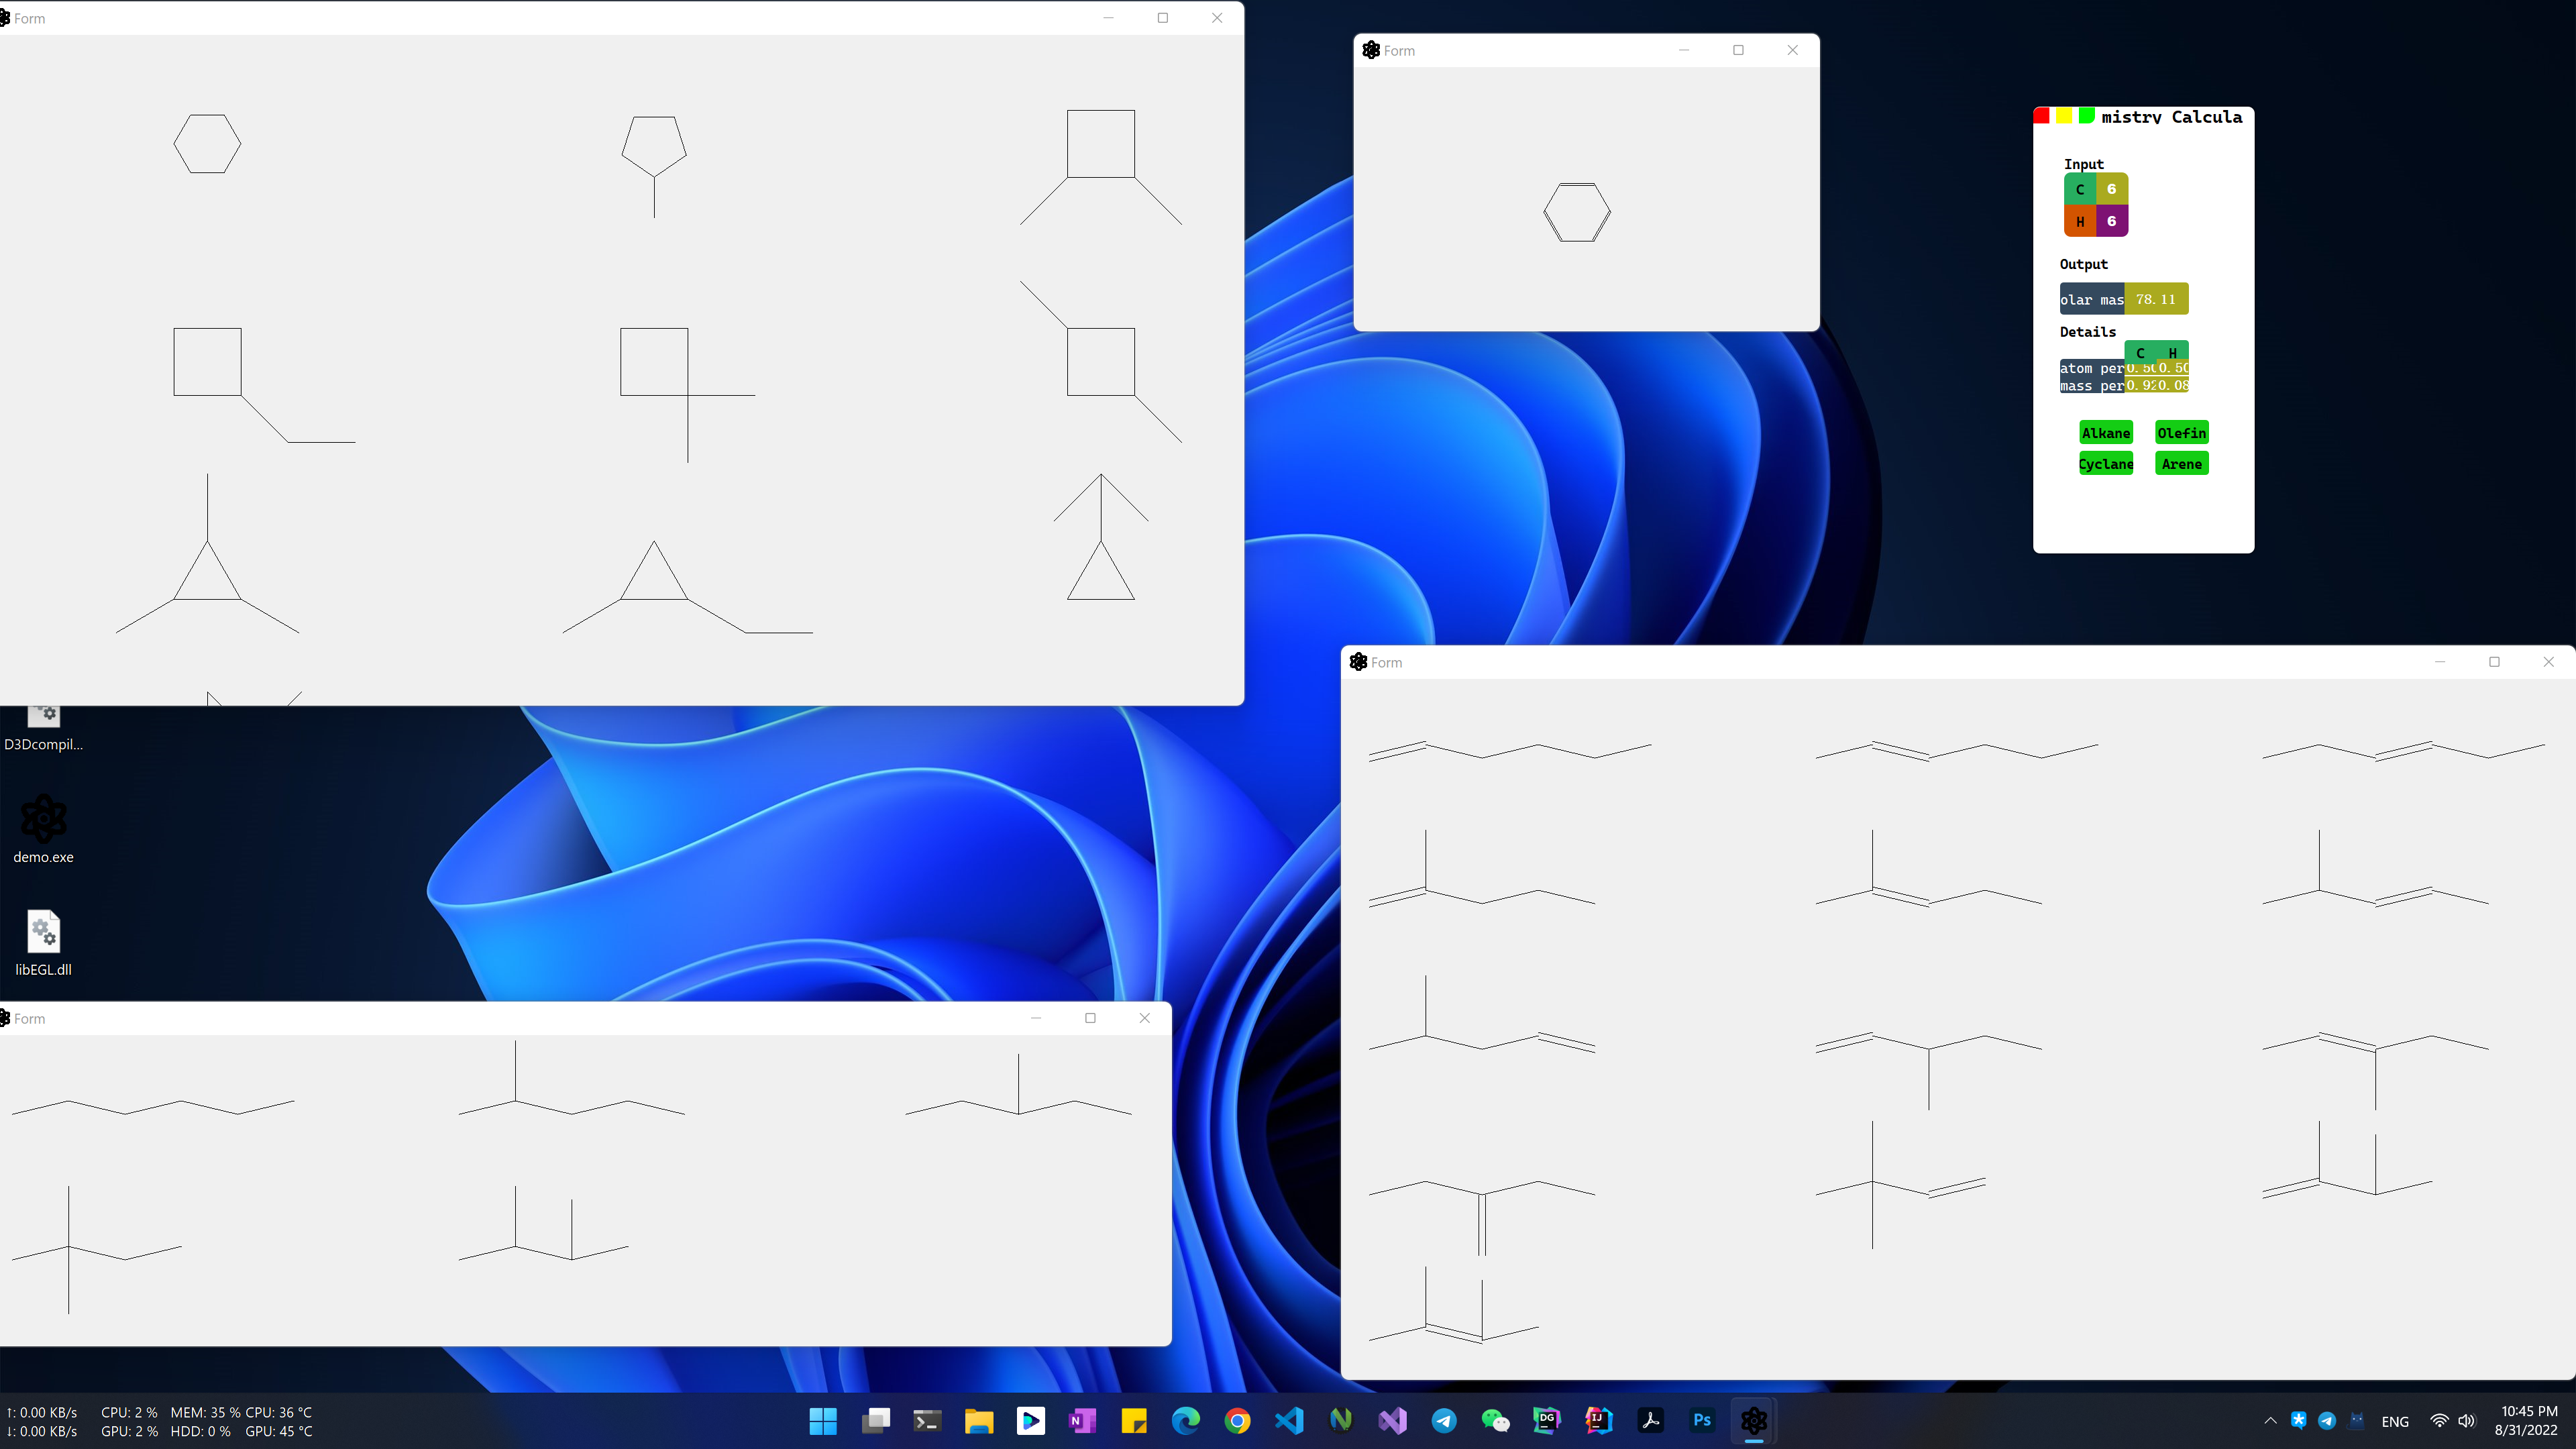 Form
Form
mistry Calcula
Input
C 6
H 6
Output
olar mas 78.11
Details
C H
atom per 0.50 0.50
mass per 0.92 0.08
Alkane Olefin
Cyclane Arene
Form
D3Dcompil...
demo.exe
libEGL.dll
Form
↑: 0.00 KB/s CPU: 2 % MEM: 35 % CPU: 36 °C
↓: 0.00 KB/s GPU: 2 % HDD: 0 % GPU: 45 °C
N
DG
IJ
Ps
ENG
10:45 PM
8/31/2022